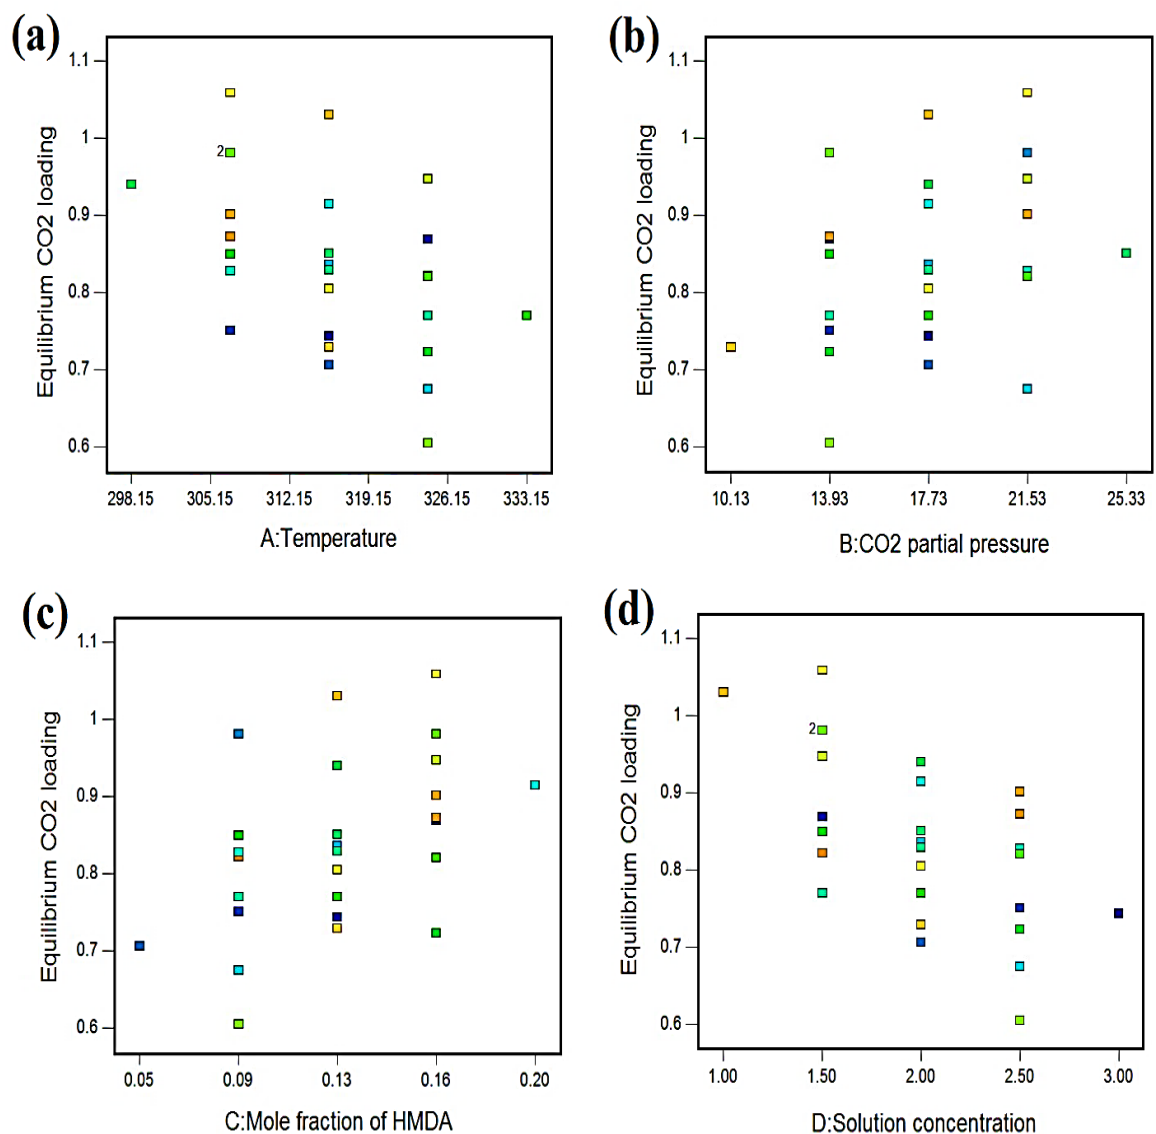 (a)
Equilibrium CO2 loading
1.1
1
0.9
0.8
0.7
0.6
2
298.15 305.15 312.15 319.15 326.15 333.15
A:Temperature
(b)
Equilibrium CO2 loading
1.1
1
0.9
0.8
0.7
0.6
10.13 13.93 17.73 21.53 25.33
B:CO2 partial pressure
(c)
Equilibrium CO2 loading
1.1
1
0.9
0.8
0.7
0.6
0.05 0.09 0.13 0.16 0.20
C:Mole fraction of HMDA
(d)
Equilibrium CO2 loading
1.1
1
0.9
0.8
0.7
0.6
2
1.00 1.50 2.00 2.50 3.00
D:Solution concentration